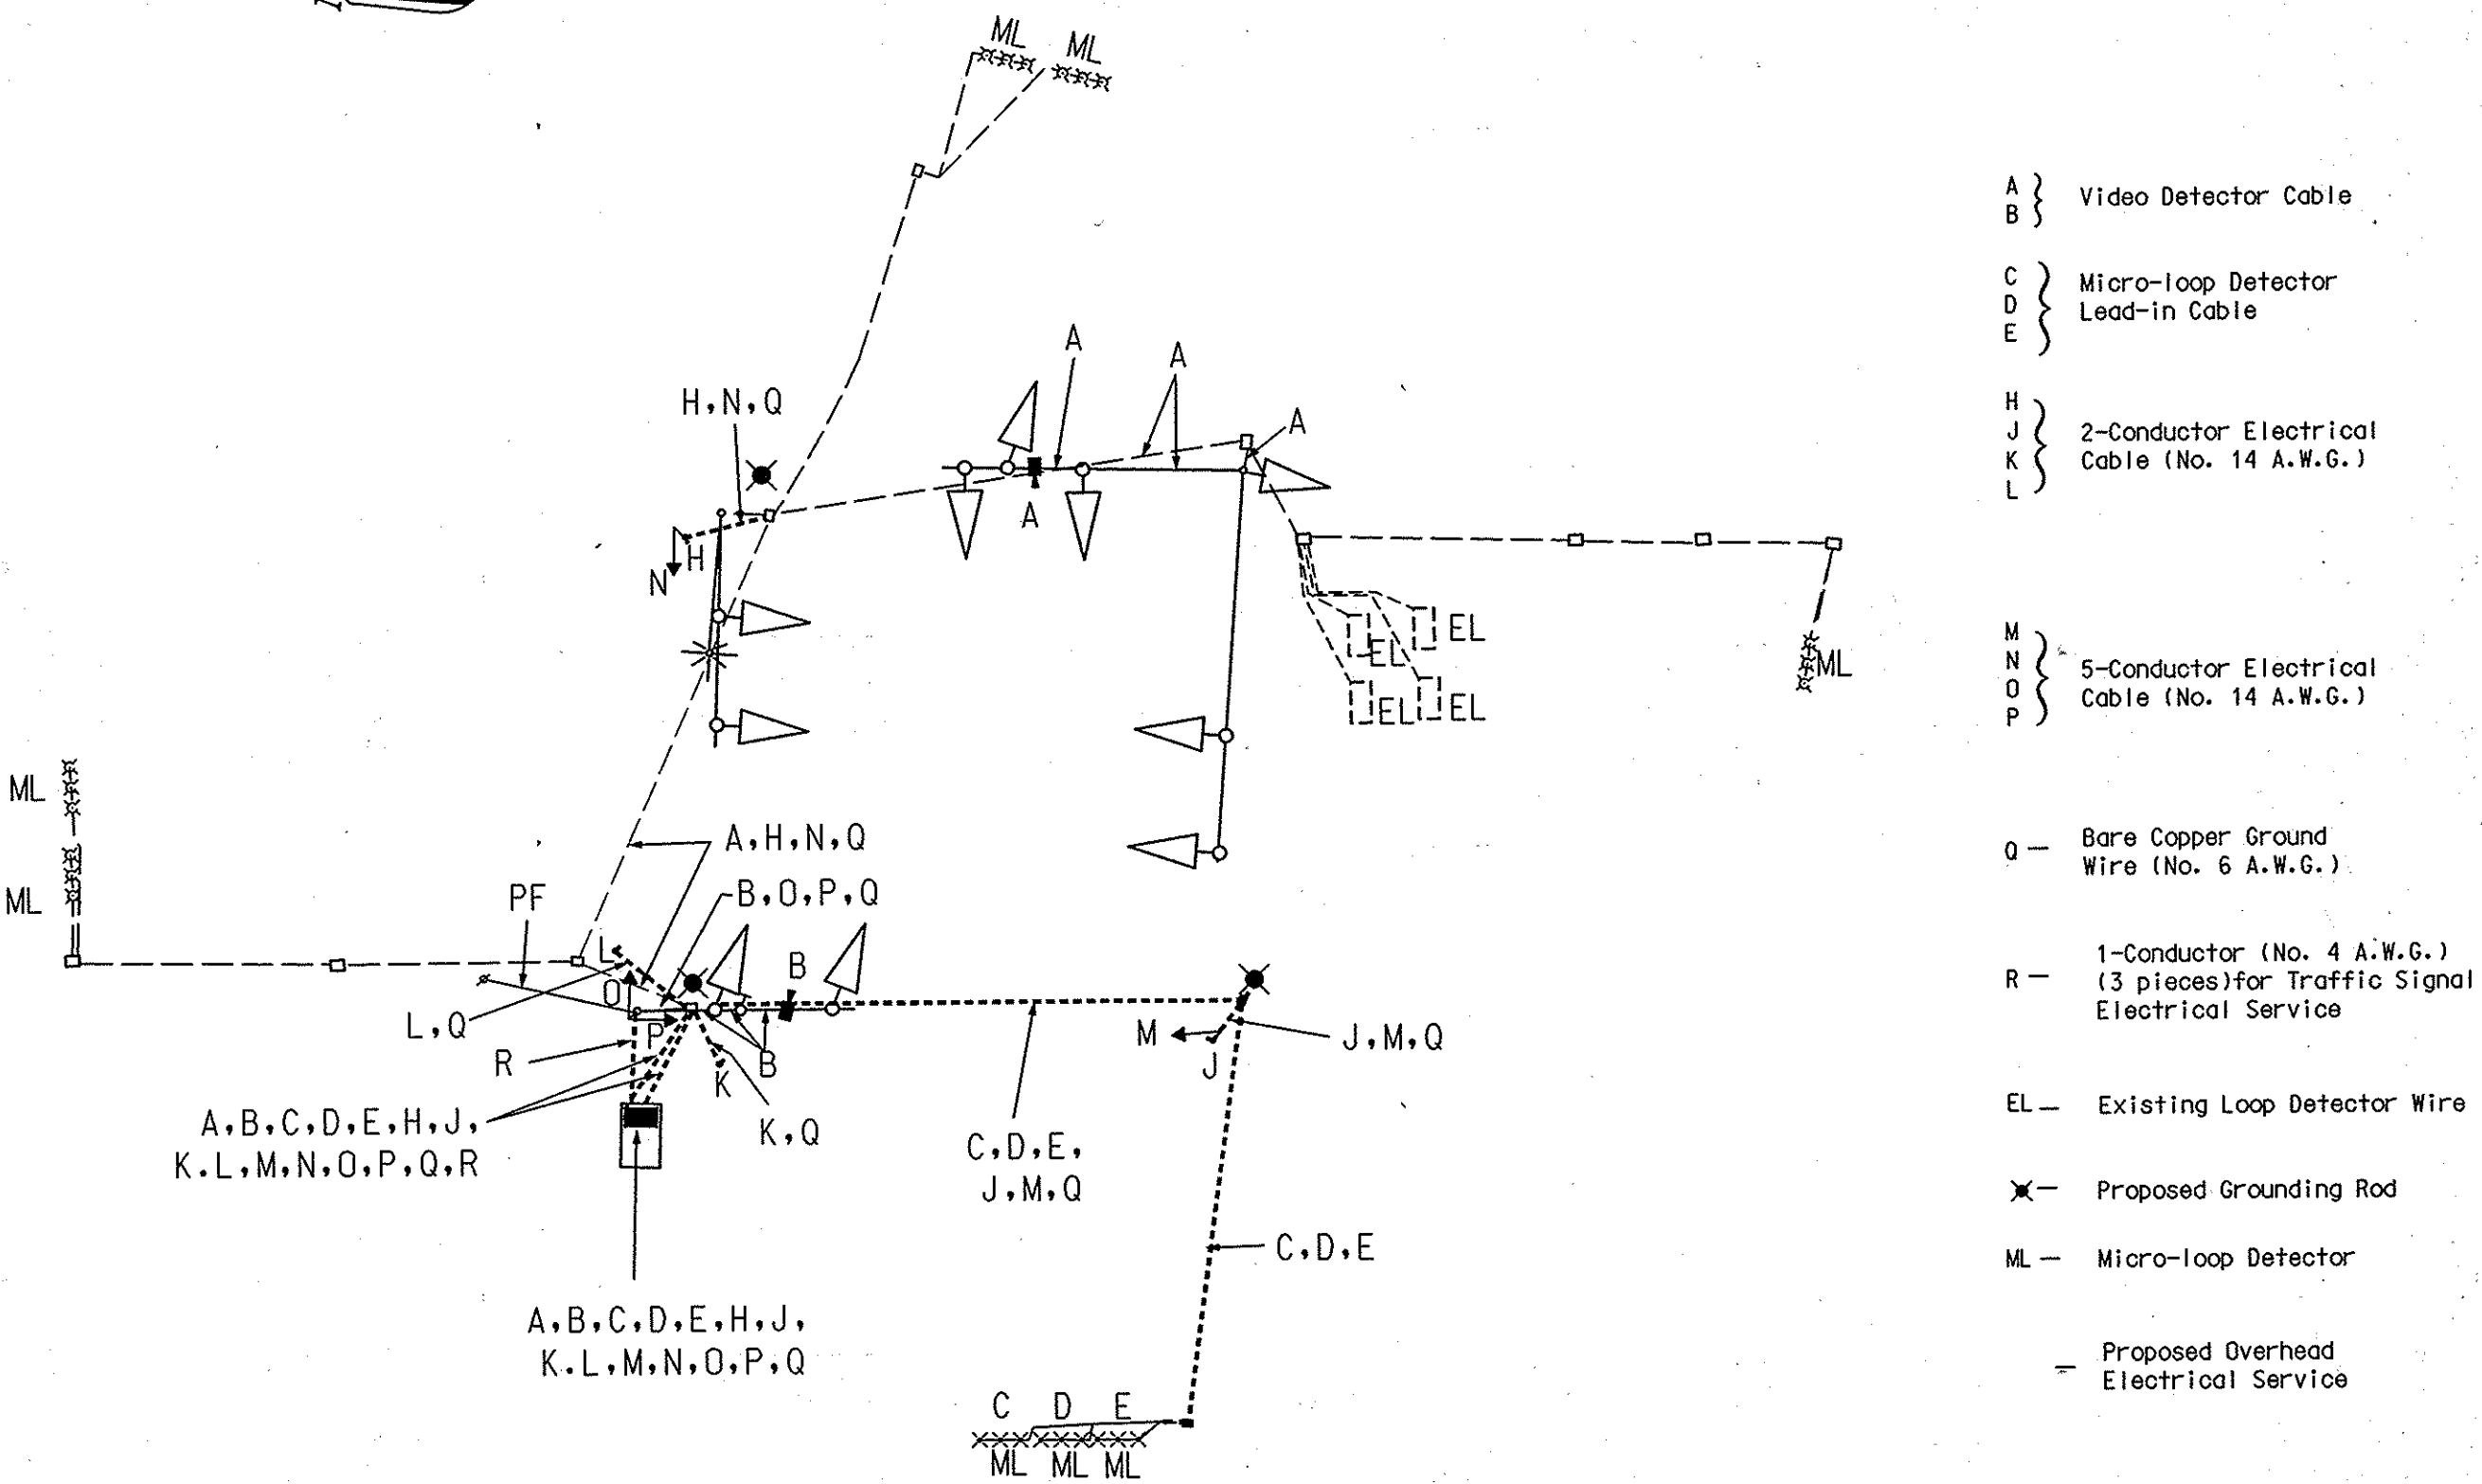 ML
ML
A
A
H,N,Q
A
A
N
H
EL
EL
EL
EL
ML
ML
ML
A,H,N,Q
B,O,P,Q
PF
L
B
O
P
L,Q
R
B
K
M
J
J,M,Q
K,Q
A,B,C,D,E,H,J,
K.L,M,N,O,P,Q,R
C,D,E,
J,M,Q
C,D,E
A,B,C,D,E,H,J,
K.L,M,N,O,P,Q
C D E
ML ML ML
A
B
Video Detector Cable
C
D
E
Micro-loop Detector
Lead-in Cable
H
J
K
L
2-Conductor Electrical
Cable (No. 14 A.W.G.)
M
N
O
P
5-Conductor Electrical
Cable (No. 14 A.W.G.)
Q — Bare Copper Ground
Wire (No. 6 A.W.G.)
R — 1-Conductor (No. 4 A.W.G.)
(3 pieces)for Traffic Signal
Electrical Service
EL — Existing Loop Detector Wire
— Proposed Grounding Rod
ML — Micro-loop Detector
— Proposed Overhead
Electrical Service